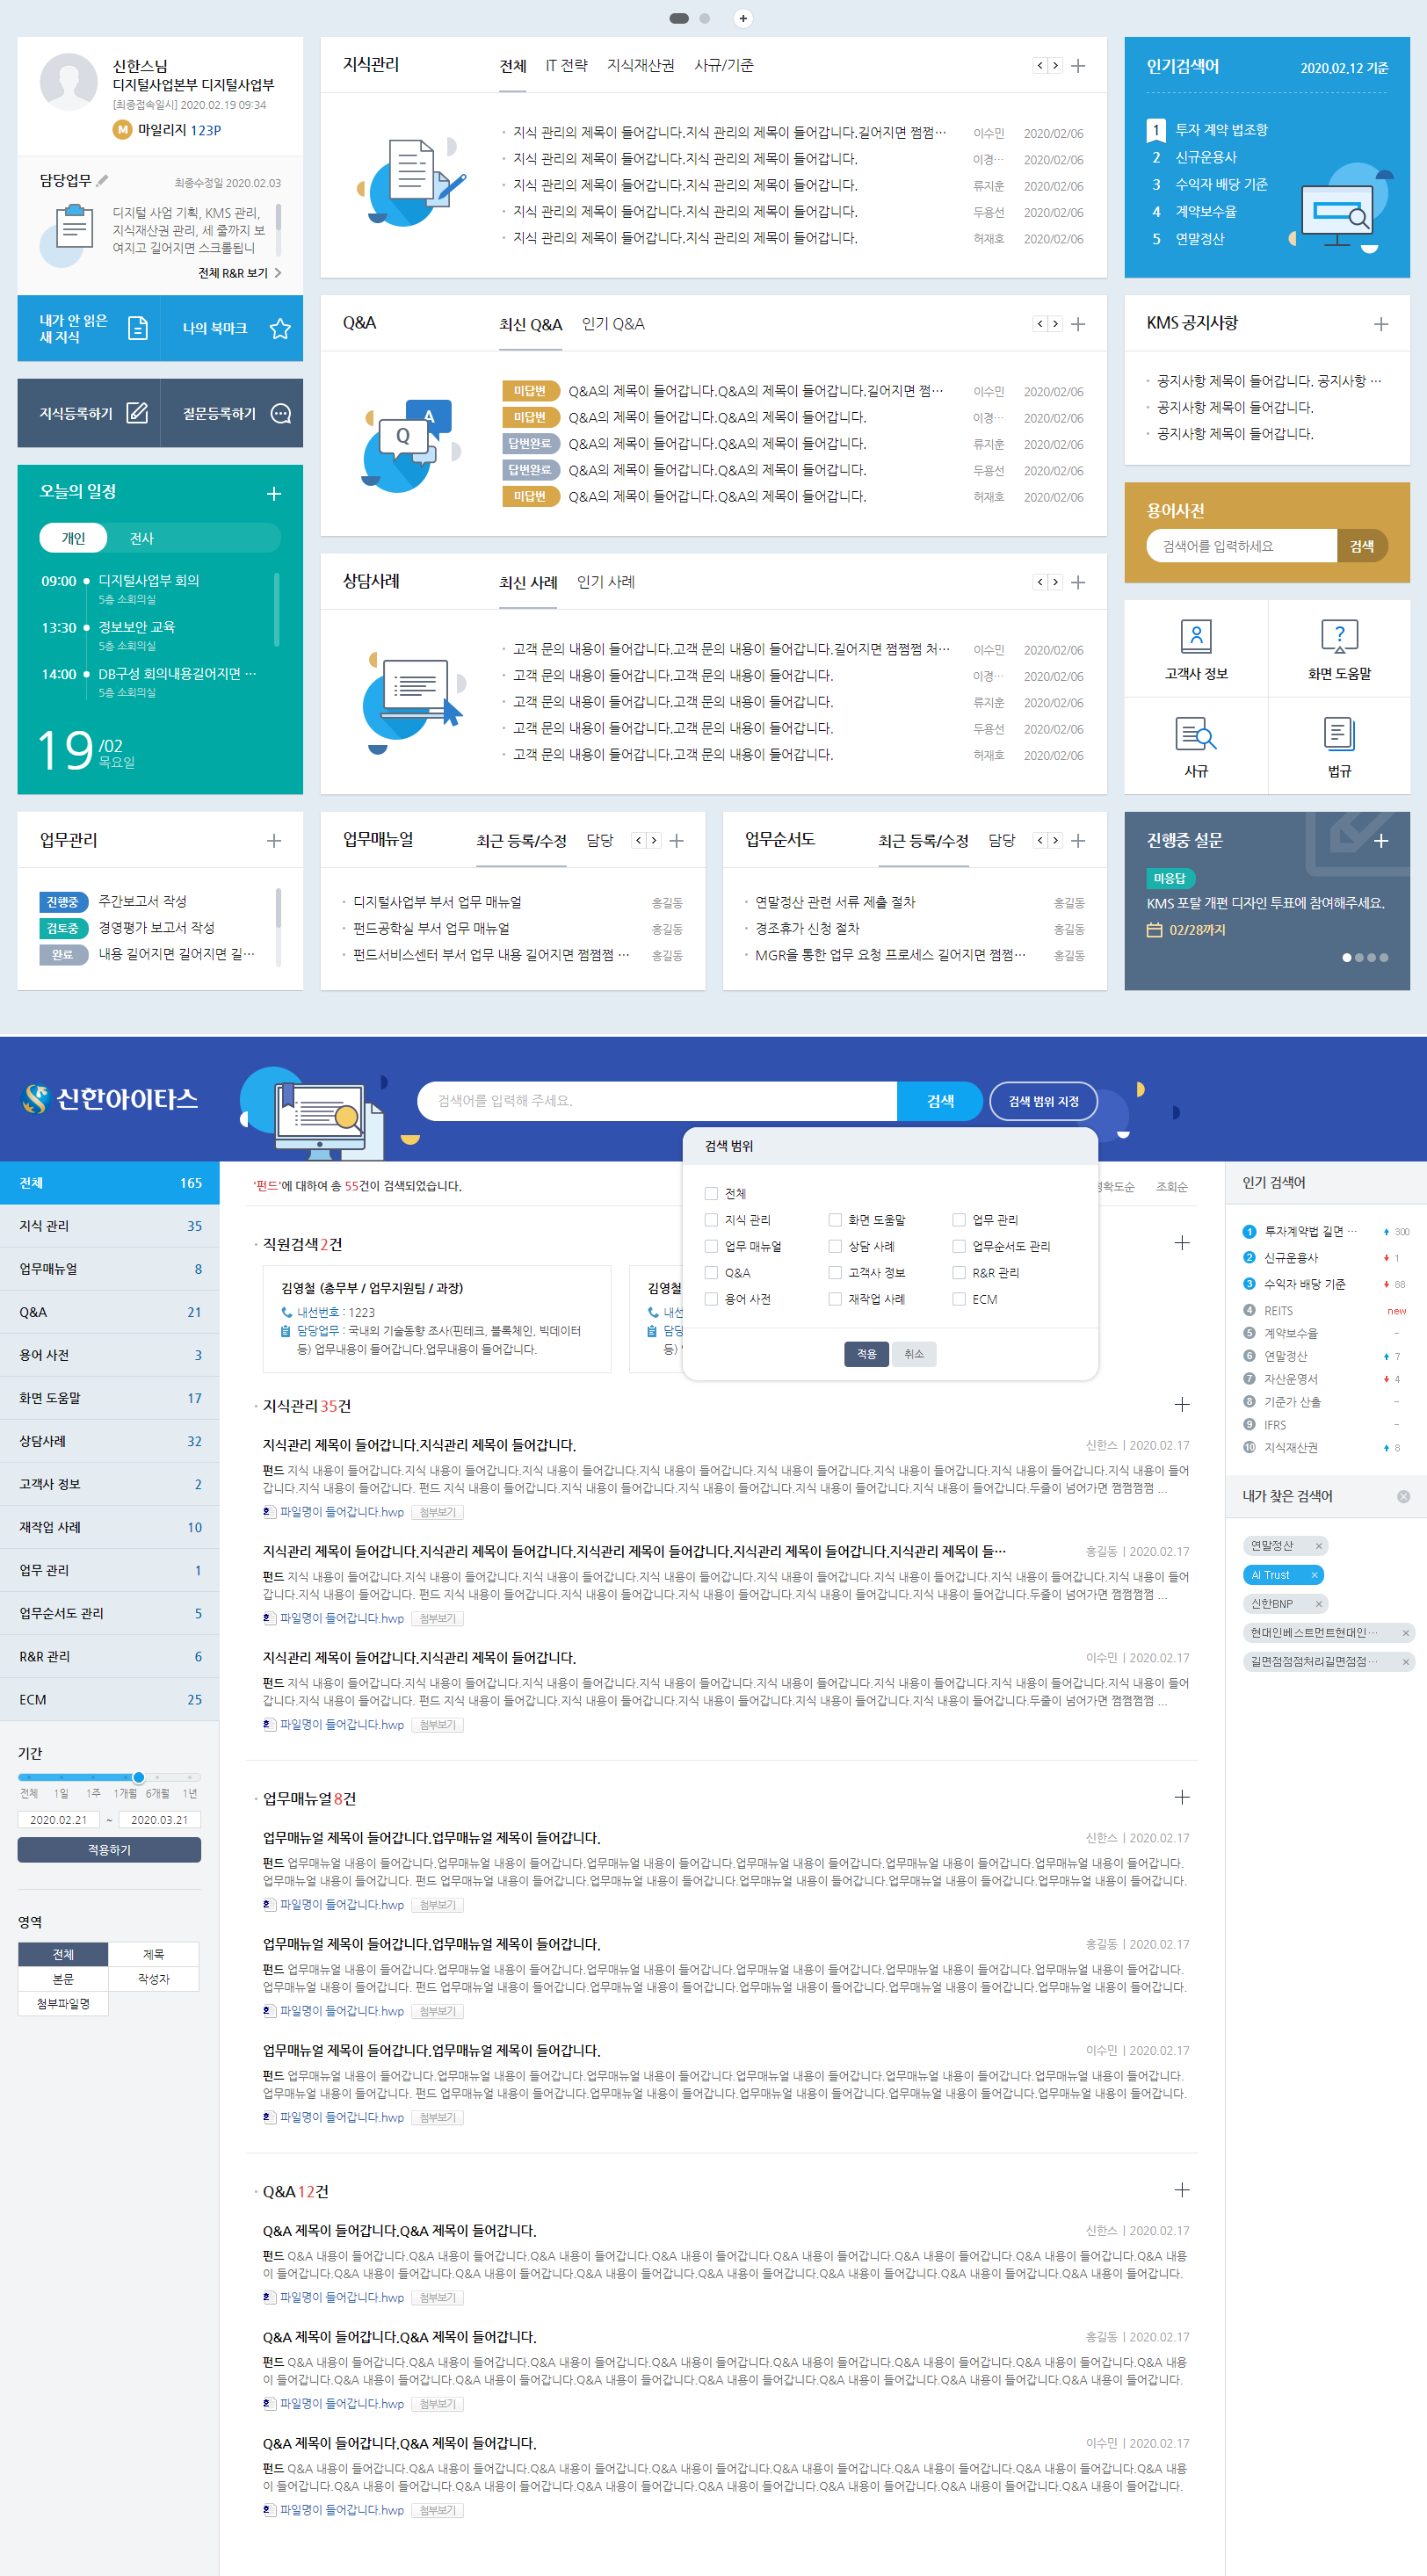 신한스님
디지털사업본부 디지털사업부
[최종접속일시] 2020.02.19 09:34
M 마일리지 123P
담당업무
최종수정일 2020.02.03
디지털 사업 기획, KMS 관리,
지식재산권 관리, 세 줄까지 보
여지고 길어지면 스크롤됩니
전체 R&R 보기
내가 안 읽은
새 지식
나의 북마크
지식등록하기
질문등록하기
오늘의 일정
개인 전사
09:00 디지털사업부 회의
5층 소회의실
13:30 정보보안 교육
5층 소회의실
14:00 DB구성 회의내용길어지면 …
5층 소회의실
19 /02
목요일
지식관리
전체 IT 전략 지식재산권 사규/기준
지식 관리의 제목이 들어갑니다.지식 관리의 제목이 들어갑니다.길어지면 쩜쩜… 이수민 2020/02/06
지식 관리의 제목이 들어갑니다.지식 관리의 제목이 들어갑니다. 이경… 2020/02/06
지식 관리의 제목이 들어갑니다.지식 관리의 제목이 들어갑니다. 류지훈 2020/02/06
지식 관리의 제목이 들어갑니다.지식 관리의 제목이 들어갑니다. 두용선 2020/02/06
지식 관리의 제목이 들어갑니다.지식 관리의 제목이 들어갑니다. 허재호 2020/02/06
Q&A
최신 Q&A 인기 Q&A
Q A
미답변 Q&A의 제목이 들어갑니다.Q&A의 제목이 들어갑니다.길어지면 쩜… 이수민 2020/02/06
미답변 Q&A의 제목이 들어갑니다.Q&A의 제목이 들어갑니다. 이경… 2020/02/06
답변완료 Q&A의 제목이 들어갑니다.Q&A의 제목이 들어갑니다. 류지훈 2020/02/06
답변완료 Q&A의 제목이 들어갑니다.Q&A의 제목이 들어갑니다. 두용선 2020/02/06
미답변 Q&A의 제목이 들어갑니다.Q&A의 제목이 들어갑니다. 허재호 2020/02/06
상담사례
최신 사례 인기 사례
고객 문의 내용이 들어갑니다.고객 문의 내용이 들어갑니다.길어지면 쩜쩜쩜 처… 이수민 2020/02/06
고객 문의 내용이 들어갑니다.고객 문의 내용이 들어갑니다. 이경… 2020/02/06
고객 문의 내용이 들어갑니다.고객 문의 내용이 들어갑니다. 류지훈 2020/02/06
고객 문의 내용이 들어갑니다.고객 문의 내용이 들어갑니다. 두용선 2020/02/06
고객 문의 내용이 들어갑니다.고객 문의 내용이 들어갑니다. 허재호 2020/02/06
인기검색어 2020.02.12 기준
1 투자 계약 법조항
2 신규운용사
3 수익자 배당 기준
4 계약보수율
5 연말정산
KMS 공지사항
공지사항 제목이 들어갑니다. 공지사항 …
공지사항 제목이 들어갑니다.
공지사항 제목이 들어갑니다.
용어사전
검색어를 입력하세요 검색
고객사 정보
화면 도움말
사규
법규
업무관리
진행중 주간보고서 작성
검토중 경영평가 보고서 작성
완료 내용 길어지면 길어지면 길…
업무매뉴얼
최근 등록/수정 담당
디지털사업부 부서 업무 매뉴얼 홍길동
펀드공학실 부서 업무 매뉴얼 홍길동
펀드서비스센터 부서 업무 내용 길어지면 쩜쩜쩜 … 홍길동
업무순서도
최근 등록/수정 담당
연말정산 관련 서류 제출 절차 홍길동
경조휴가 신청 절차 홍길동
MGR을 통한 업무 요청 프로세스 길어지면 쩜쩜… 홍길동
진행중 설문
미응답
KMS 포탈 개편 디자인 투표에 참여해주세요.
02/28까지
신한아이타스
검색어를 입력해 주세요. 검색 검색 범위 지정
검색 범위
전체
지식 관리 화면 도움말 업무 관리
업무 매뉴얼 상담 사례 업무순서도 관리
Q&A 고객사 정보 R&R 관리
용어 사전 재작업 사례 ECM
적용 취소
전체 165
지식 관리 35
업무매뉴얼 8
Q&A 21
용어 사전 3
화면 도움말 17
상담사례 32
고객사 정보 2
재작업 사례 10
업무 관리 1
업무순서도 관리 5
R&R 관리 6
ECM 25
기간
전체 1일 1주 1개월 6개월 1년
2020.02.21 ~ 2020.03.21
적용하기
영역
전체 제목
본문 작성자
첨부파일명
'펀드'에 대하여 총 55건이 검색되었습니다.
정확도순 조회순
직원검색 2건
김영철 (총무부 / 업무지원팀 / 과장)
내선번호 : 1223
담당업무 : 국내외 기술동향 조사(핀테크, 블록체인, 빅데이터
등) 업무내용이 들어갑니다.업무내용이 들어갑니다.
김영철
내선
담당
등)
지식관리 35건
지식관리 제목이 들어갑니다.지식관리 제목이 들어갑니다. 신한스 | 2020.02.17
펀드 지식 내용이 들어갑니다.지식 내용이 들어갑니다.지식 내용이 들어갑니다.지식 내용이 들어갑니다.지식 내용이 들어갑니다.지식 내용이 들어갑니다.지식 내용이 들어갑니다.지식 내용이 들어
갑니다.지식 내용이 들어갑니다. 펀드 지식 내용이 들어갑니다.지식 내용이 들어갑니다.지식 내용이 들어갑니다.지식 내용이 들어갑니다.지식 내용이 들어갑니다.두줄이 넘어가면 쩜쩜쩜쩜 ...
파일명이 들어갑니다.hwp 첨부보기
지식관리 제목이 들어갑니다.지식관리 제목이 들어갑니다.지식관리 제목이 들어갑니다.지식관리 제목이 들어갑니다.지식관리 제목이 들… 홍길동 | 2020.02.17
펀드 지식 내용이 들어갑니다.지식 내용이 들어갑니다.지식 내용이 들어갑니다.지식 내용이 들어갑니다.지식 내용이 들어갑니다.지식 내용이 들어갑니다.지식 내용이 들어갑니다.지식 내용이 들어
갑니다.지식 내용이 들어갑니다. 펀드 지식 내용이 들어갑니다.지식 내용이 들어갑니다.지식 내용이 들어갑니다.지식 내용이 들어갑니다.지식 내용이 들어갑니다.두줄이 넘어가면 쩜쩜쩜쩜 ...
파일명이 들어갑니다.hwp 첨부보기
지식관리 제목이 들어갑니다.지식관리 제목이 들어갑니다. 이수민 | 2020.02.17
펀드 지식 내용이 들어갑니다.지식 내용이 들어갑니다.지식 내용이 들어갑니다.지식 내용이 들어갑니다.지식 내용이 들어갑니다.지식 내용이 들어갑니다.지식 내용이 들어갑니다.지식 내용이 들어
갑니다.지식 내용이 들어갑니다. 펀드 지식 내용이 들어갑니다.지식 내용이 들어갑니다.지식 내용이 들어갑니다.지식 내용이 들어갑니다.지식 내용이 들어갑니다.두줄이 넘어가면 쩜쩜쩜쩜 ...
파일명이 들어갑니다.hwp 첨부보기
업무매뉴얼 8건
업무매뉴얼 제목이 들어갑니다.업무매뉴얼 제목이 들어갑니다. 신한스 | 2020.02.17
펀드 업무매뉴얼 내용이 들어갑니다.업무매뉴얼 내용이 들어갑니다.업무매뉴얼 내용이 들어갑니다.업무매뉴얼 내용이 들어갑니다.업무매뉴얼 내용이 들어갑니다.업무매뉴얼 내용이 들어갑니다.
업무매뉴얼 내용이 들어갑니다. 펀드 업무매뉴얼 내용이 들어갑니다.업무매뉴얼 내용이 들어갑니다.업무매뉴얼 내용이 들어갑니다.업무매뉴얼 내용이 들어갑니다.업무매뉴얼 내용이 들어갑니다.
파일명이 들어갑니다.hwp 첨부보기
업무매뉴얼 제목이 들어갑니다.업무매뉴얼 제목이 들어갑니다. 홍길동 | 2020.02.17
펀드 업무매뉴얼 내용이 들어갑니다.업무매뉴얼 내용이 들어갑니다.업무매뉴얼 내용이 들어갑니다.업무매뉴얼 내용이 들어갑니다.업무매뉴얼 내용이 들어갑니다.업무매뉴얼 내용이 들어갑니다.
업무매뉴얼 내용이 들어갑니다. 펀드 업무매뉴얼 내용이 들어갑니다.업무매뉴얼 내용이 들어갑니다.업무매뉴얼 내용이 들어갑니다.업무매뉴얼 내용이 들어갑니다.업무매뉴얼 내용이 들어갑니다.
파일명이 들어갑니다.hwp 첨부보기
업무매뉴얼 제목이 들어갑니다.업무매뉴얼 제목이 들어갑니다. 이수민 | 2020.02.17
펀드 업무매뉴얼 내용이 들어갑니다.업무매뉴얼 내용이 들어갑니다.업무매뉴얼 내용이 들어갑니다.업무매뉴얼 내용이 들어갑니다.업무매뉴얼 내용이 들어갑니다.업무매뉴얼 내용이 들어갑니다.
업무매뉴얼 내용이 들어갑니다. 펀드 업무매뉴얼 내용이 들어갑니다.업무매뉴얼 내용이 들어갑니다.업무매뉴얼 내용이 들어갑니다.업무매뉴얼 내용이 들어갑니다.업무매뉴얼 내용이 들어갑니다.
파일명이 들어갑니다.hwp 첨부보기
Q&A 12건
Q&A 제목이 들어갑니다.Q&A 제목이 들어갑니다. 신한스 | 2020.02.17
펀드 Q&A 내용이 들어갑니다.Q&A 내용이 들어갑니다.Q&A 내용이 들어갑니다.Q&A 내용이 들어갑니다.Q&A 내용이 들어갑니다.Q&A 내용이 들어갑니다.Q&A 내용이 들어갑니다.Q&A 내용
이 들어갑니다.Q&A 내용이 들어갑니다.Q&A 내용이 들어갑니다.Q&A 내용이 들어갑니다.Q&A 내용이 들어갑니다.Q&A 내용이 들어갑니다.Q&A 내용이 들어갑니다.Q&A 내용이 들어갑니다.
파일명이 들어갑니다.hwp 첨부보기
Q&A 제목이 들어갑니다.Q&A 제목이 들어갑니다. 홍길동 | 2020.02.17
펀드 Q&A 내용이 들어갑니다.Q&A 내용이 들어갑니다.Q&A 내용이 들어갑니다.Q&A 내용이 들어갑니다.Q&A 내용이 들어갑니다.Q&A 내용이 들어갑니다.Q&A 내용이 들어갑니다.Q&A 내용
이 들어갑니다.Q&A 내용이 들어갑니다.Q&A 내용이 들어갑니다.Q&A 내용이 들어갑니다.Q&A 내용이 들어갑니다.Q&A 내용이 들어갑니다.Q&A 내용이 들어갑니다.Q&A 내용이 들어갑니다.
파일명이 들어갑니다.hwp 첨부보기
Q&A 제목이 들어갑니다.Q&A 제목이 들어갑니다. 이수민 | 2020.02.17
펀드 Q&A 내용이 들어갑니다.Q&A 내용이 들어갑니다.Q&A 내용이 들어갑니다.Q&A 내용이 들어갑니다.Q&A 내용이 들어갑니다.Q&A 내용이 들어갑니다.Q&A 내용이 들어갑니다.Q&A 내용
이 들어갑니다.Q&A 내용이 들어갑니다.Q&A 내용이 들어갑니다.Q&A 내용이 들어갑니다.Q&A 내용이 들어갑니다.Q&A 내용이 들어갑니다.Q&A 내용이 들어갑니다.Q&A 내용이 들어갑니다.
파일명이 들어갑니다.hwp 첨부보기
인기 검색어
1 투자계약법 길면 … 300
2 신규운용사 1
3 수익자 배당 기준 88
4 REITS new
5 계약보수율 -
6 연말정산 7
7 자산운영서 4
8 기준가 산출 -
9 IFRS -
10 지식재산권 8
내가 찾은 검색어
연말정산 ×
AI Trust ×
신한BNP ×
현대인베스트먼트현대인… ×
길면점점점처리길면점점… ×